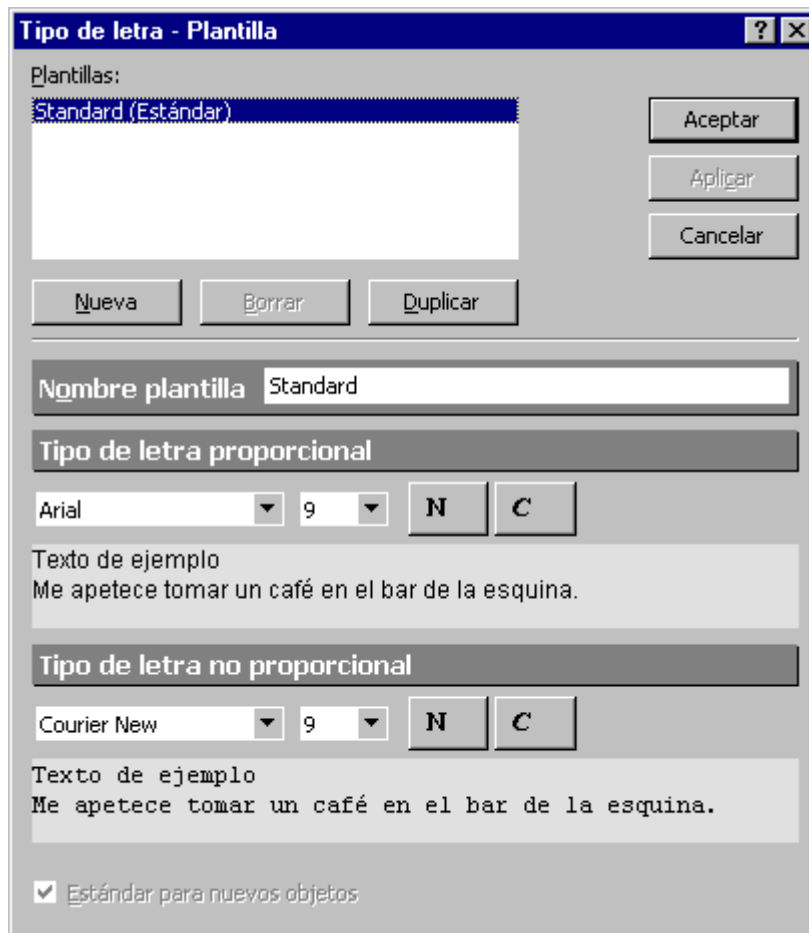 Tipo de letra - Plantilla
Plantillas:
Standard (Estándar)
Aceptar
Aplicar
Cancelar
Nueva
Borrar
Duplicar
Nombre plantilla Standard
Tipo de letra proporcional
Arial 9 N C
Texto de ejemplo
Me apetece tomar un café en el bar de la esquina.
Tipo de letra no proporcional
Courier New 9 N C
Texto de ejemplo
Me apetece tomar un café en el bar de la esquina.
Estándar para nuevos objetos